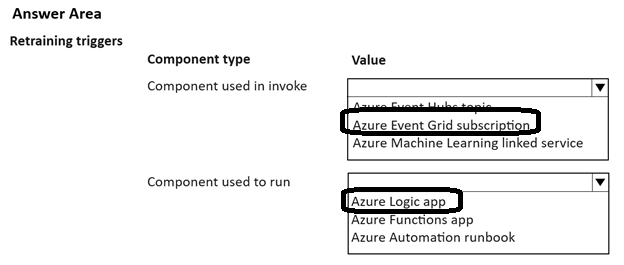 Answer Area
Retraining triggers
Component type Value
Component used in invoke
Azure Event Hubs topic
Azure Event Grid subscription
Azure Machine Learning linked service
Component used to run
Azure Logic app
Azure Functions app
Azure Automation runbook